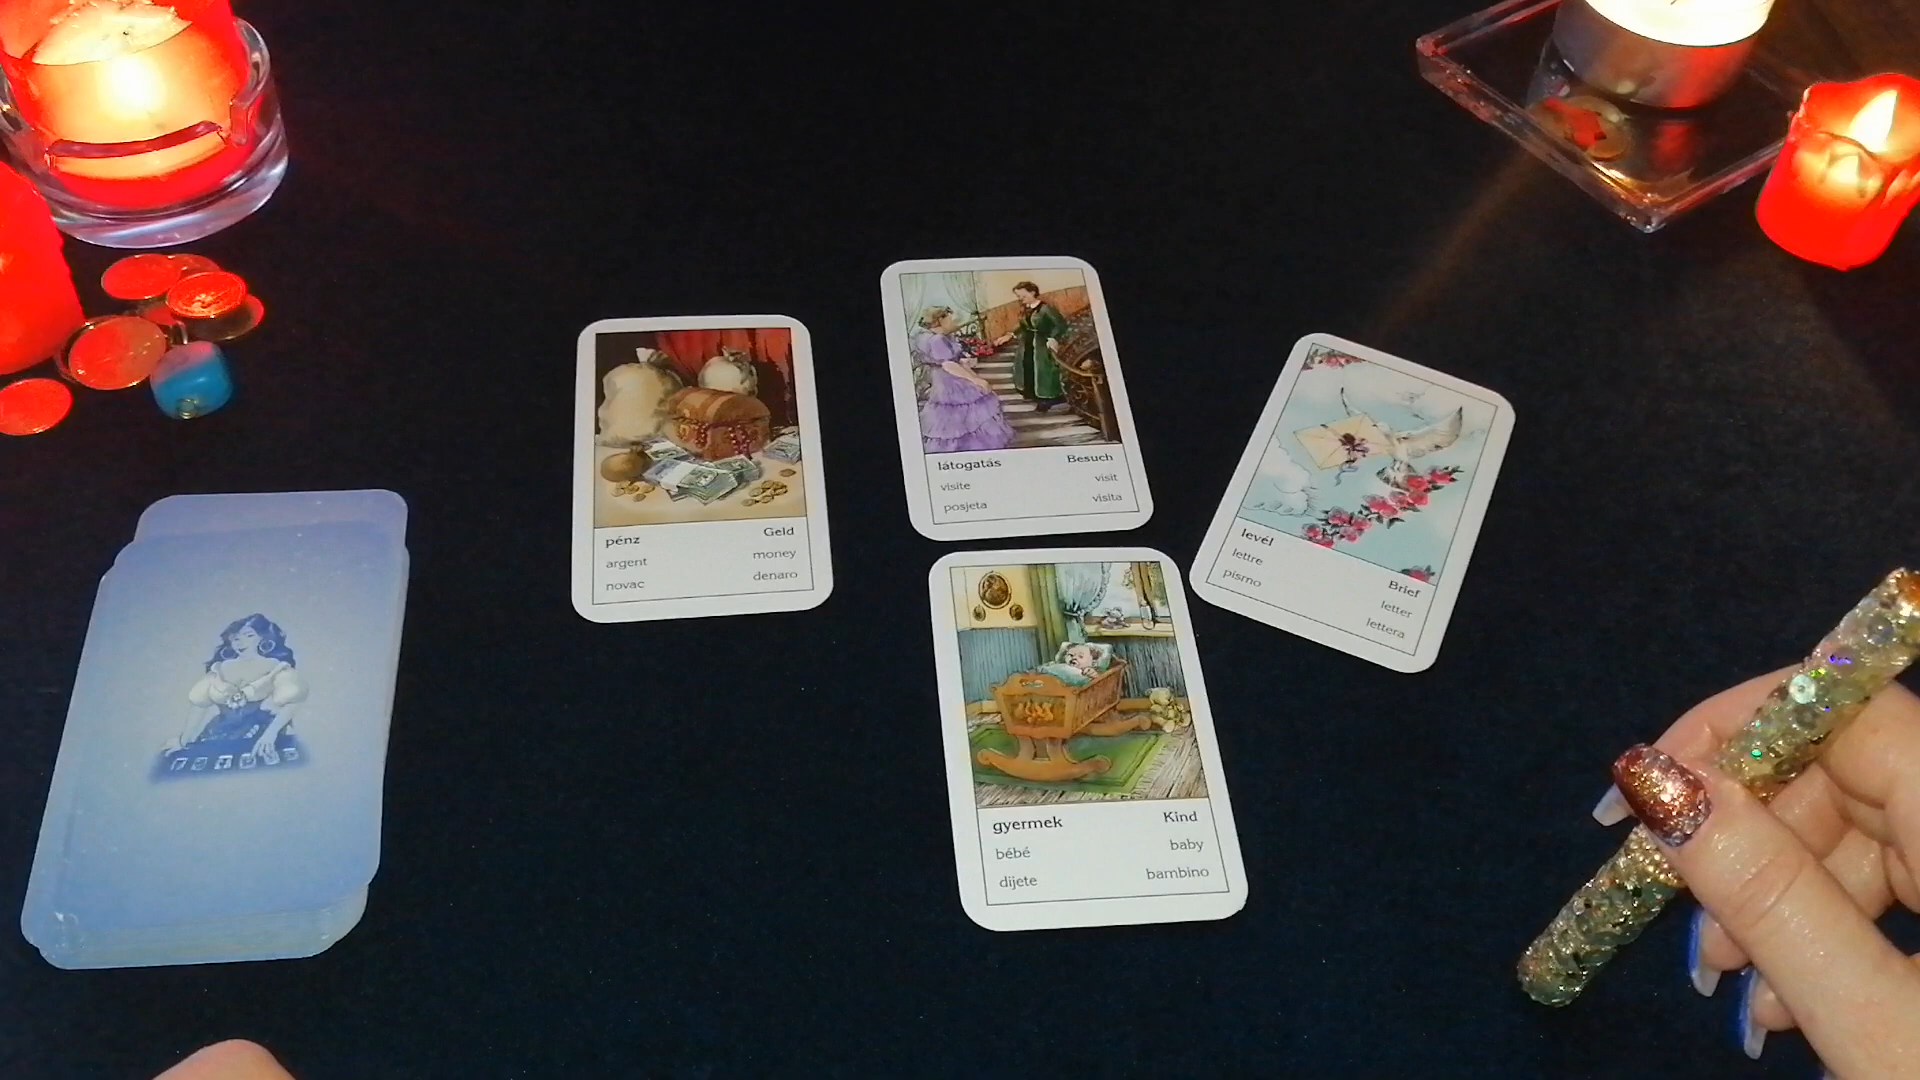 pénz Geld
argent money
novac denaro
látogatás Besuch
visite visit
posjeta visita
levél Brief
lettre letter
pismo lettera
gyermek Kind
bébé baby
dijete bambino